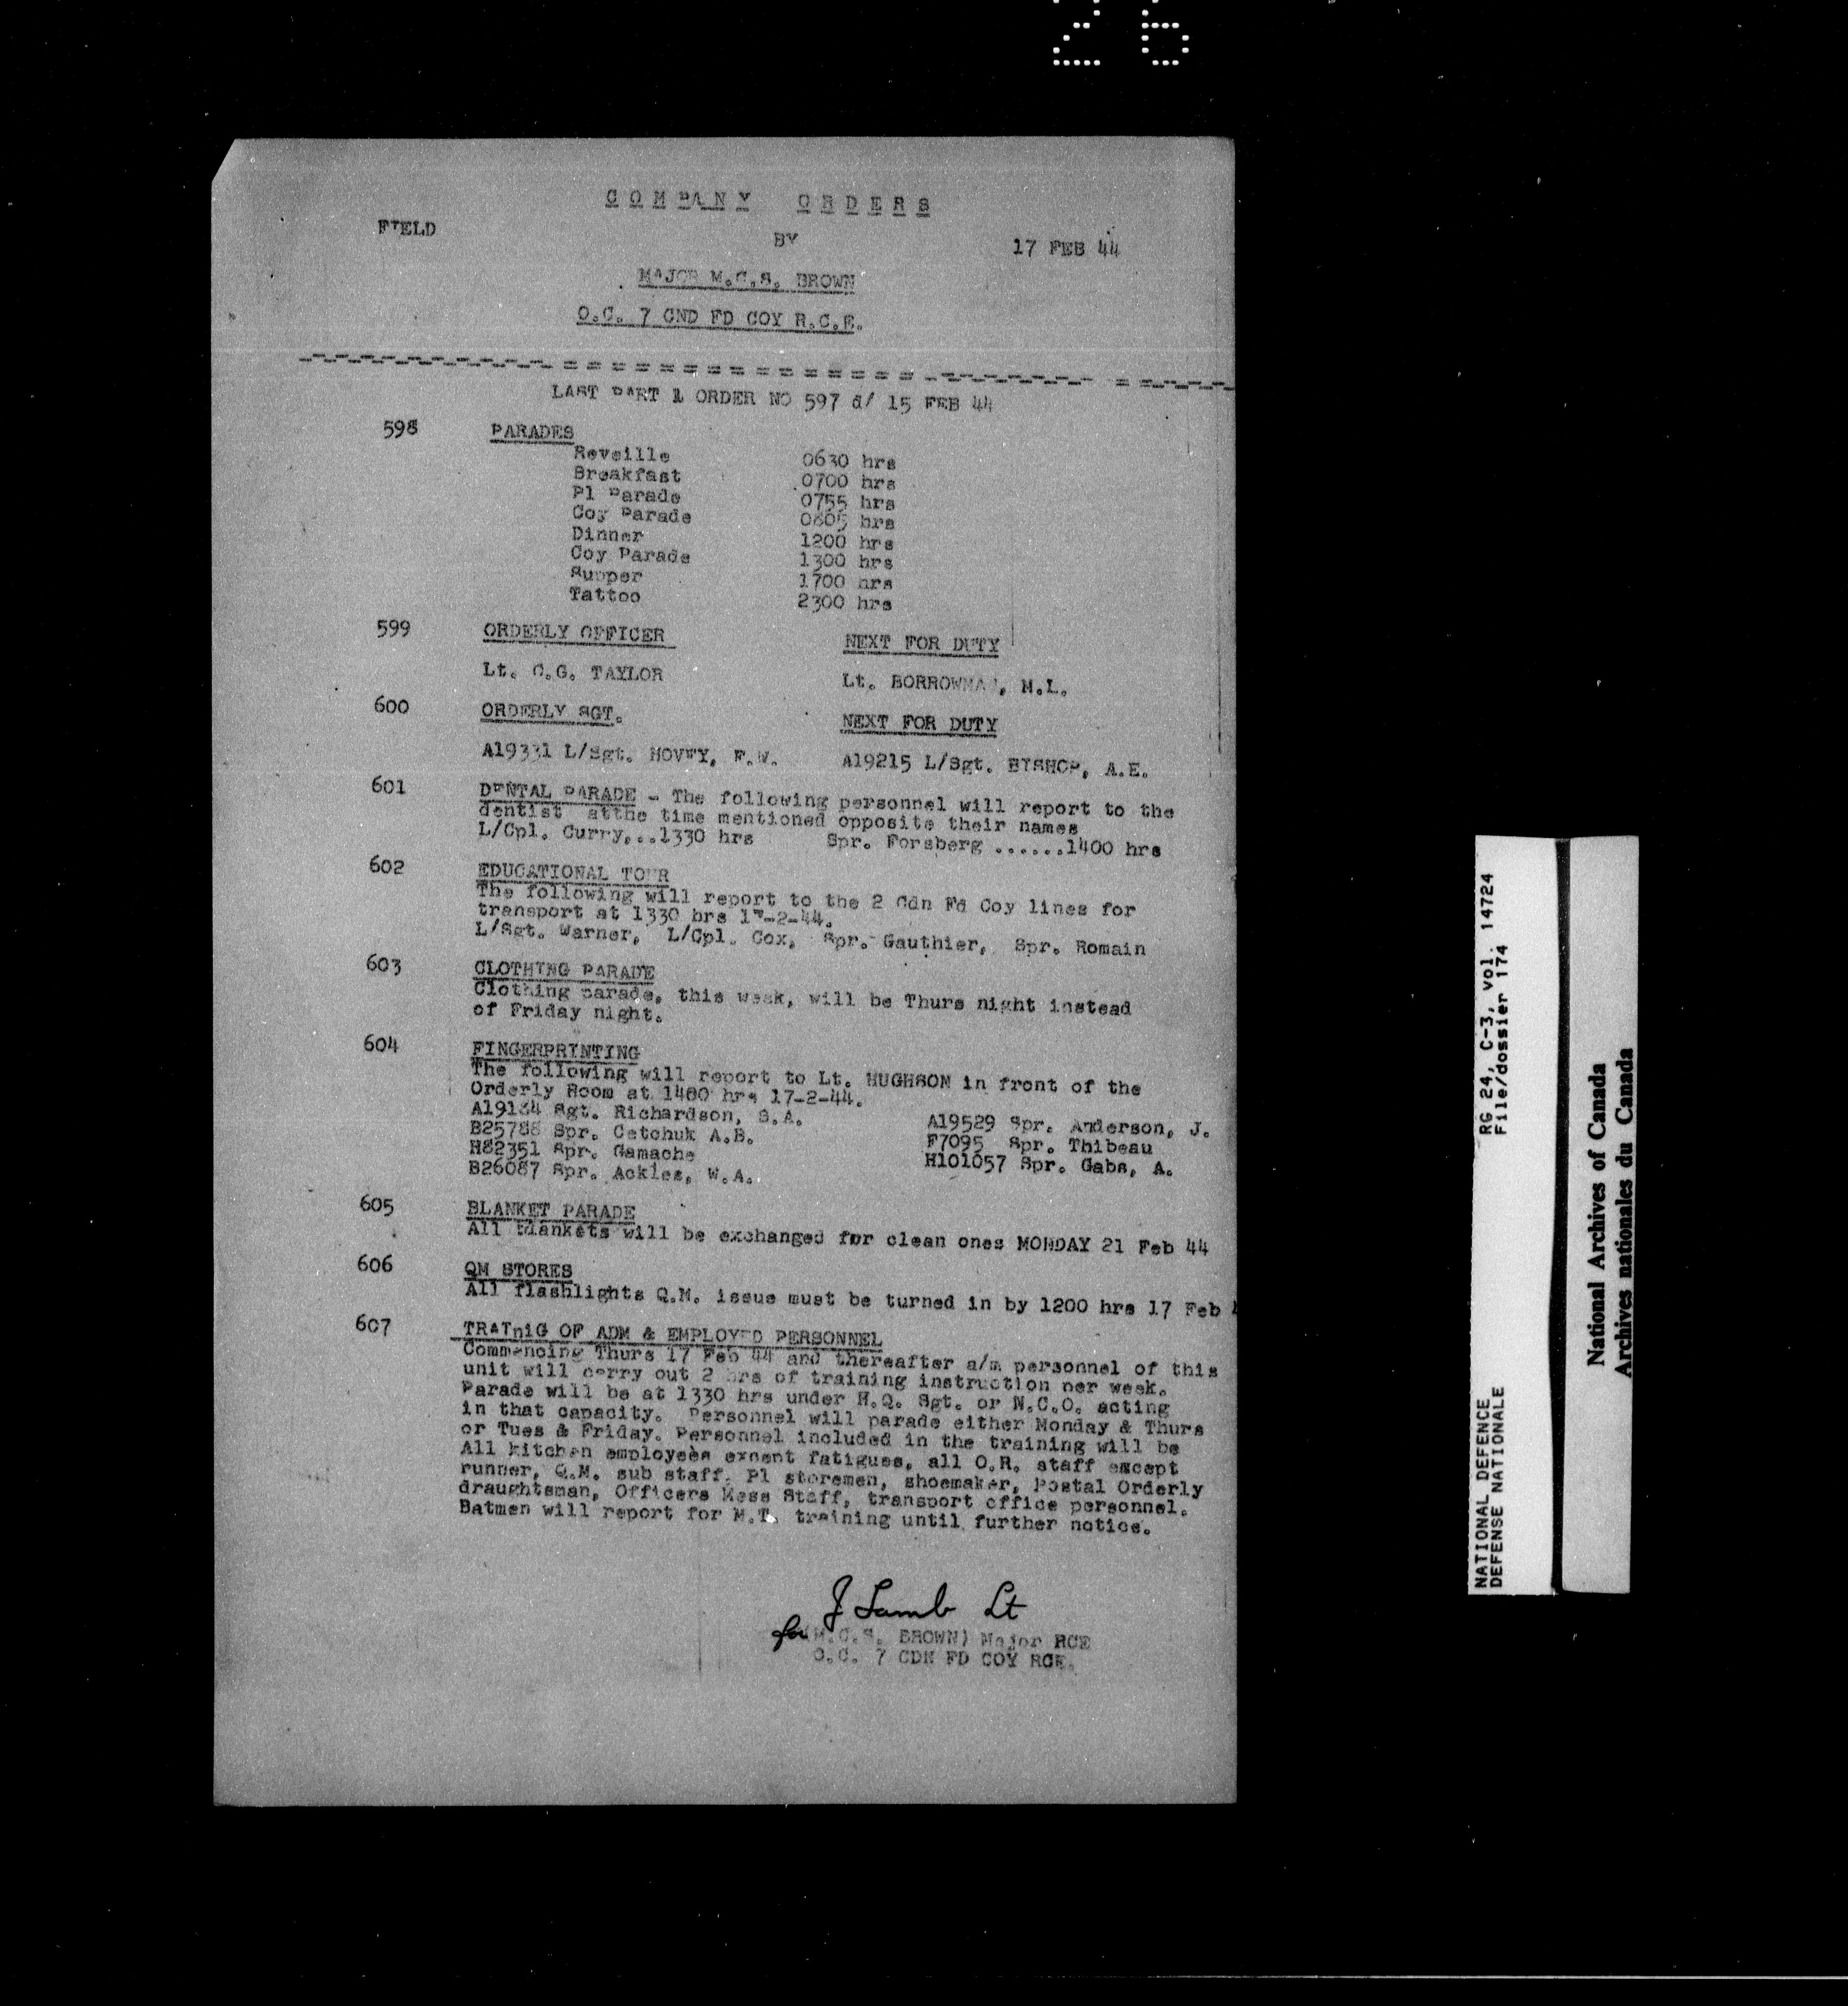 26
COMPANY ORDERS
FIELD
BY
17 FEB 44
MAJOR M.C.S. BROWN
O.C. 7 CND FD COY R.C.E.
LAST PART 1 ORDER NO 597 d/ 15 FEB 44
598 PARADES
Reveille 0630 hrs
Breakfast 0700 hrs
Pl Parade 0755 hrs
Coy Parade 0805 hrs
Dinner 1200 hrs
Coy Parade 1300 hrs
Supper 1700 hrs
Tattoo 2300 hrs
599 ORDERLY OFFICER NEXT FOR DUTY
Lt. C.G. TAYLOR Lt. BORROWMAN, M.L.
600 ORDERLY SGT. NEXT FOR DUTY
A19331 L/Sgt. HOVEY, F.W. A19215 L/Sgt. BISHOP, A.E.
601 DENTAL PARADE - The following personnel will report to the
dentist atthe time mentioned opposite their names
L/Cpl. Curry...1330 hrs Spr. Forsberg ......1400 hrs
602 EDUCATIONAL TOUR
The following will report to the 2 Cdn Fd Coy lines for
transport at 1330 hrs 17-2-44.
L/Sgt. Warner, L/Cpl. Cox, Spr. Gauthier, Spr. Romain
603 CLOTHING PARADE
Clothing parade, this week, will be Thurs night instead
of Friday night.
604 FINGERPRINTING
The following will report to Lt. HUGHSON in front of the
Orderly Room at 1400 hrs 17-2-44.
A19134 Sgt. Richardson, S.A. A19529 Spr. Anderson, J.
B25788 Spr. Cetchuk A.B. F7095 Spr. Thibeau
H82351 Spr. Gamache H101057 Spr. Gabs, A.
B26087 Spr. Ackles, W.A.
605 BLANKET PARADE
All blankets will be exchanged for clean ones MONDAY 21 Feb 44
606 QM STORES
All flashlights Q.M. issue must be turned in by 1200 hrs 17 Feb
607 TRAIniG OF ADM & EMPLOYED PERSONNEL
Commencing Thurs 17 Feb 44 and thereafter a/m personnel of this
unit will carry out 2 hrs of training instruction per week.
Parade will be at 1330 hrs under H.Q. Sgt. or N.C.O. acting
in that capacity. Personnel will parade either Monday & Thurs
or Tues & Friday. Personnel included in the training will be
All kitchen employees except fatigues, all O.R. staff except
runner, Q.M. sub staff, Pl storemen, shoemaker, Postal Orderly
draughtsman, Officers Mess Staff, transport office personnel.
Batmen will report for M.T. training until further notice.
J Lamb Lt
for (M.C.S. BROWN) Major RCE
O.C. 7 CDN FD COY RCE.
NATIONAL DEFENCE RG 24, C-3, vol. 14724
DEFENSE NATIONALE File/dossier 174
National Archives of Canada
Archives nationales du Canada